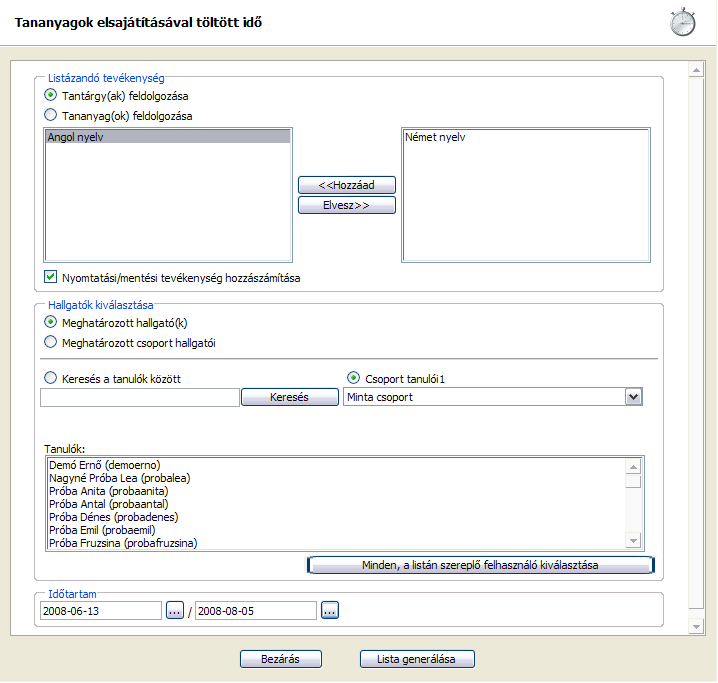 Tananyagok elsajátításával töltött idő
Listázandó tevékenység
Tantárgy(ak) feldolgozása
Tananyag(ok) feldolgozása
Angol nyelv
Német nyelv
<<Hozzáad
Elvesz>>
Nyomtatási/mentési tevékenység hozzászámítása
Hallgatók kiválasztása
Meghatározott hallgató(k)
Meghatározott csoport hallgatói
Keresés a tanulók között
Csoport tanulói1
Keresés
Minta csoport
Tanulók:
Demó Ernő (demoerno)
Nagyné Próba Lea (probalea)
Próba Anita (probaanita)
Próba Antal (probaantal)
Próba Dénes (probadenes)
Próba Emil (probaemil)
Próba Fruzsina (probafruzsina)
Minden, a listán szereplő felhasználó kiválasztása
Időtartam
2008-06-13 ... / 2008-08-05 ...
Bezárás
Lista generálása